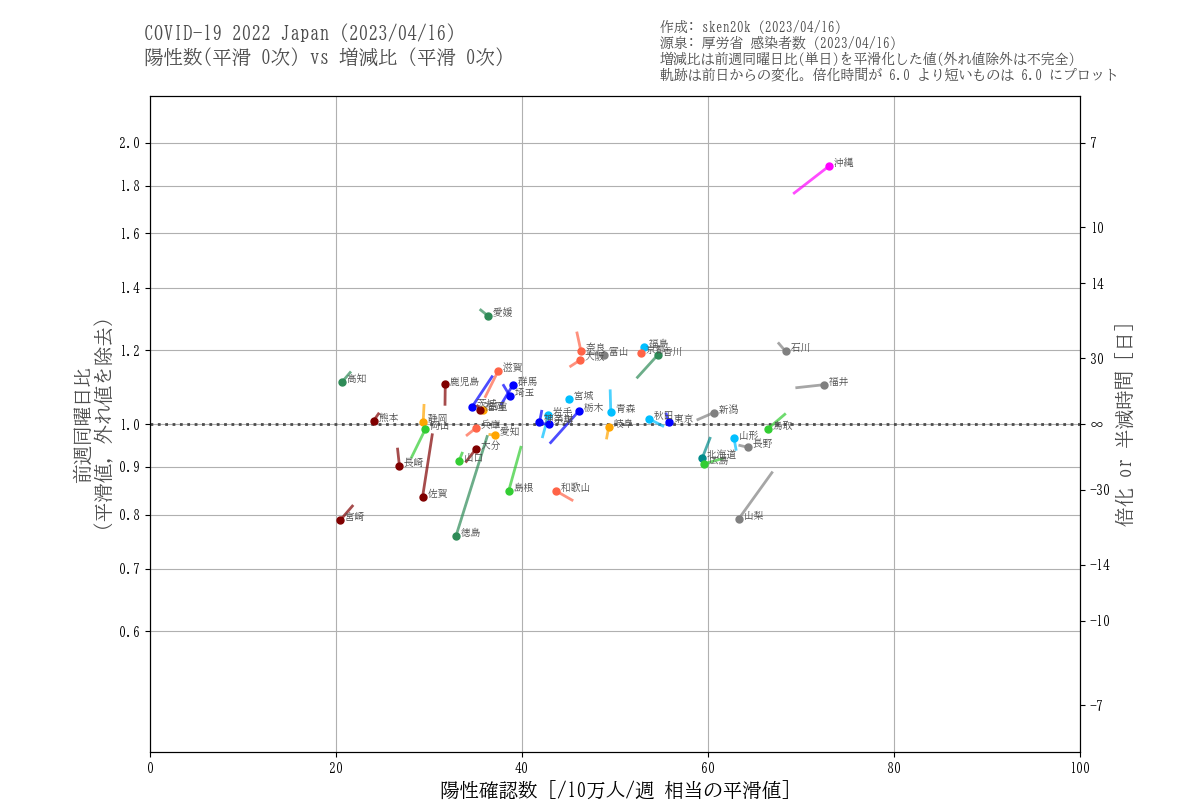 COVID-19 2022 Japan (2023/04/16)
陽性数(平滑 0次) vs 増減比 (平滑 0次)
作成: sken20k (2023/04/16)
源泉: 厚労省 感染者数 (2023/04/16)
増減比は前週同曜日比(単日)を平滑化した値(外れ値除外は不完全)
軌跡は前日からの変化。倍化時間が 6.0 より短いものは 6.0 にプロット
2.0
1.8
1.6
1.4
1.2
1.0
0.9
0.8
0.7
0.6
前週同曜日比
(平滑値, 外れ値を除去)
沖縄
愛媛
福島
石川
奈良
富山
大阪
香川
滋賀
高知
鹿児島
群馬
福井
埼玉
宮城
栃木
青森
新潟
岩手
熊本
静岡
秋田
東京
岡山
兵庫
愛知
岐阜
鳥取
山形
長野
大分
山口
長崎
北海道
広島
佐賀
島根
和歌山
宮崎
山梨
徳島
7
10
14
30
∞
-30
-14
-10
-7
倍化 or 半減時間 [日]
0
20
40
60
80
100
陽性確認数 [/10万人/週 相当の平滑値]